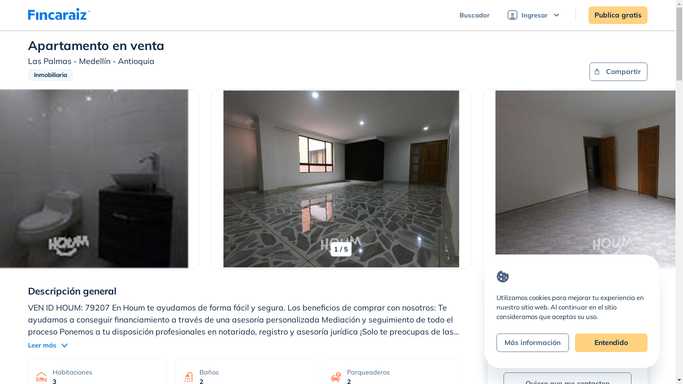 Fincaraiz
Buscador
Ingresar
Publica gratis
Apartamento en venta
Las Palmas - Medellín - Antioquia
Inmobiliaria
Compartir
HOUM
HOUM
HOUM
1 / 5
Descripción general
VEN ID HOUM: 79207 En Houm te ayudamos de forma fácil y segura. Los beneficios de comprar con nosotros: Te
ayudamos a conseguir financiamiento a través de una asesoría personalizada Mediación y seguimiento de todo el
proceso Ponemos a tu disposición profesionales en notariado, registro y asesoría jurídica ¡Solo te preocupas de las...
Leer más
Habitaciones
3
Baños
2
Parqueaderos
2
Utilizamos cookies para mejorar tu experiencia en
nuestro sitio web. Al continuar en el sitio
consideramos que aceptas su uso.
Más información
Entendido
Quiero que me contacten